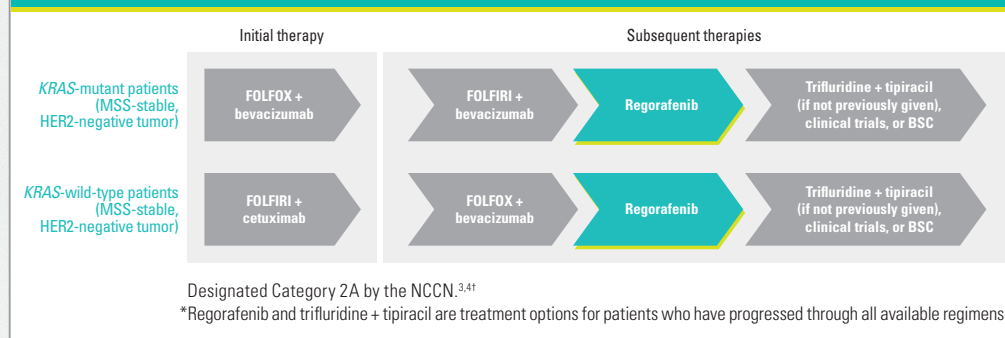 Initial therapy
Subsequent therapies
KRAS-mutant patients
(MSS-stable,
HER2-negative tumor)
FOLFOX +
bevacizumab
FOLFIRI +
bevacizumab
Regorafenib
Trifluridine + tipiracil
(if not previously given),
clinical trials, or BSC
KRAS-wild-type patients
(MSS-stable,
HER2-negative tumor)
FOLFIRI +
cetuximab
FOLFOX +
bevacizumab
Regorafenib
Trifluridine + tipiracil
(if not previously given),
clinical trials, or BSC
Designated Category 2A by the NCCN.3,4†
*Regorafenib and trifluridine + tipiracil are treatment options for patients who have progressed through all available regimens